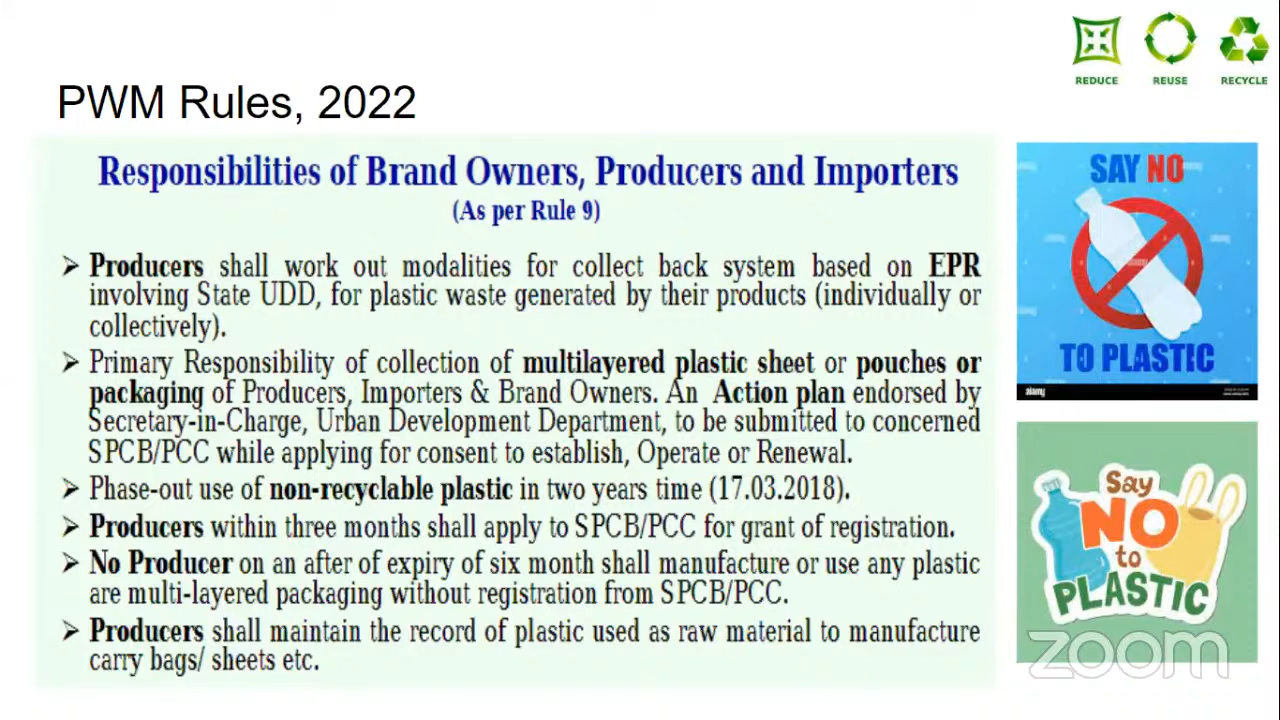 REDUCE REUSE RECYCLE
PWM Rules, 2022
Responsibilities of Brand Owners, Producers and Importers
(As per Rule 9)
➢ Producers shall work out modalities for collect back system based on EPR
involving State UDD, for plastic waste generated by their products (individually or
collectively).
➢ Primary Responsibility of collection of multilayered plastic sheet or pouches or
packaging of Producers, Importers & Brand Owners. An Action plan endorsed by
Secretary-in-Charge, Urban Development Department, to be submitted to concerned
SPCB/PCC while applying for consent to establish, Operate or Renewal.
➢ Phase-out use of non-recyclable plastic in two years time (17.03.2018).
➢ Producers within three months shall apply to SPCB/PCC for grant of registration.
➢ No Producer on an after of expiry of six month shall manufacture or use any plastic
are multi-layered packaging without registration from SPCB/PCC.
➢ Producers shall maintain the record of plastic used as raw material to manufacture
carry bags/ sheets etc.
SAY NO
TO PLASTIC
alamy
Say
NO
to
PLASTIC
zoom